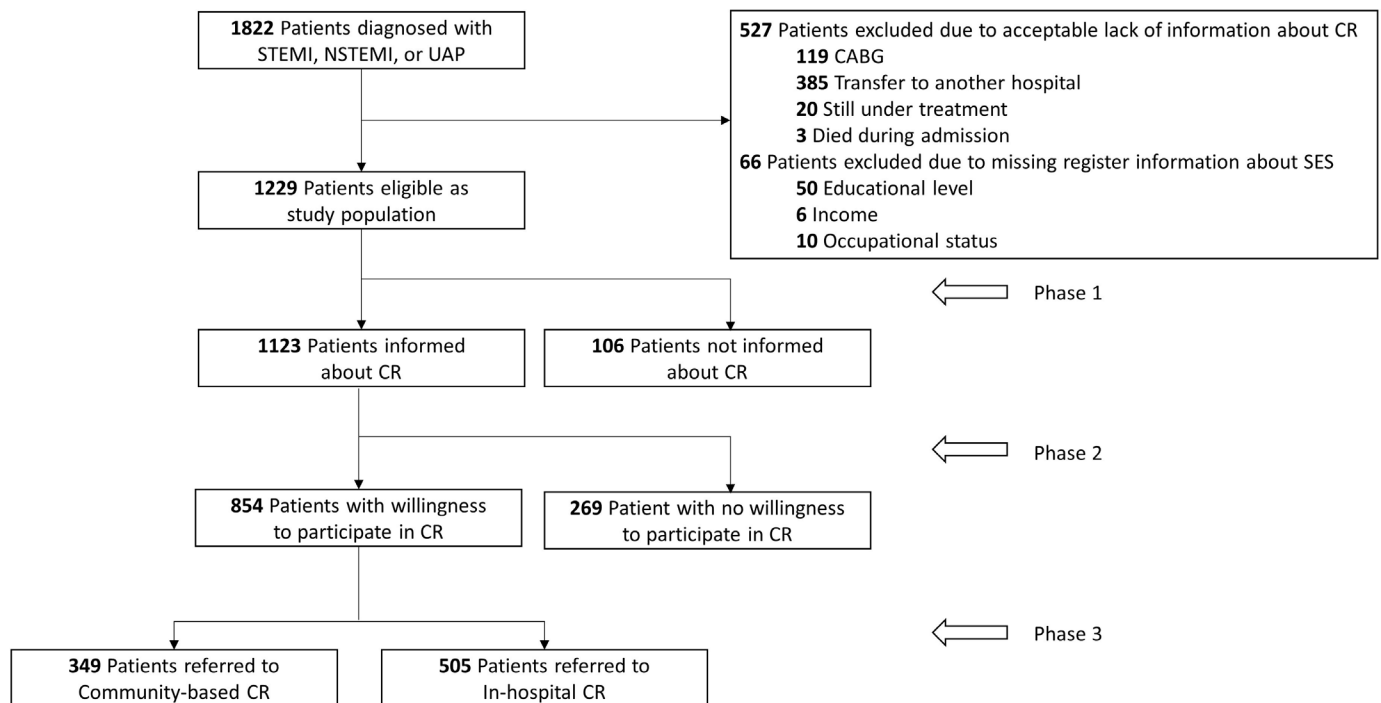 1822 Patients diagnosed with
STEMI, NSTEMI, or UAP
527 Patients excluded due to acceptable lack of information about CR
119 CABG
385 Transfer to another hospital
20 Still under treatment
3 Died during admission
66 Patients excluded due to missing register information about SES
50 Educational level
6 Income
10 Occupational status
1229 Patients eligible as
study population
Phase 1
1123 Patients informed
about CR
106 Patients not informed
about CR
Phase 2
854 Patients with willingness
to participate in CR
269 Patient with no willingness
to participate in CR
Phase 3
349 Patients referred to
Community-based CR
505 Patients referred to
In-hospital CR